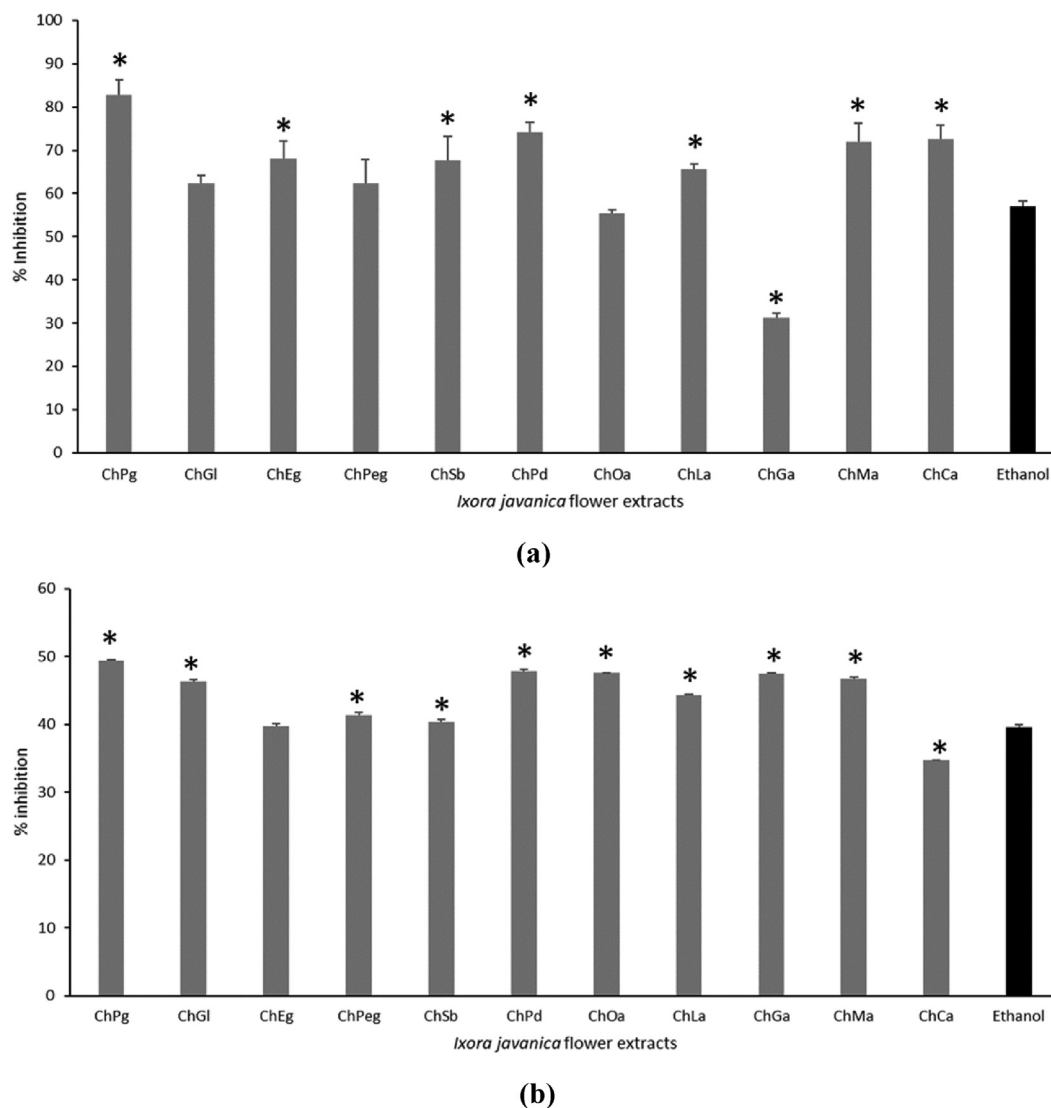 100
90
80
70
60
50
40
30
20
10
0
% Inhibition
* * * * * * * *
ChPg ChGl ChEg ChPeg ChSb ChPd ChOa ChLa ChGa ChMa ChCa Ethanol
Ixora javanica flower extracts
(a)
60
50
40
30
20
10
0
% inhibition
* * * * * * * * * *
ChPg ChGl ChEg ChPeg ChSb ChPd ChOa ChLa ChGa ChMa ChCa Ethanol
Ixora javanica flower extracts
(b)